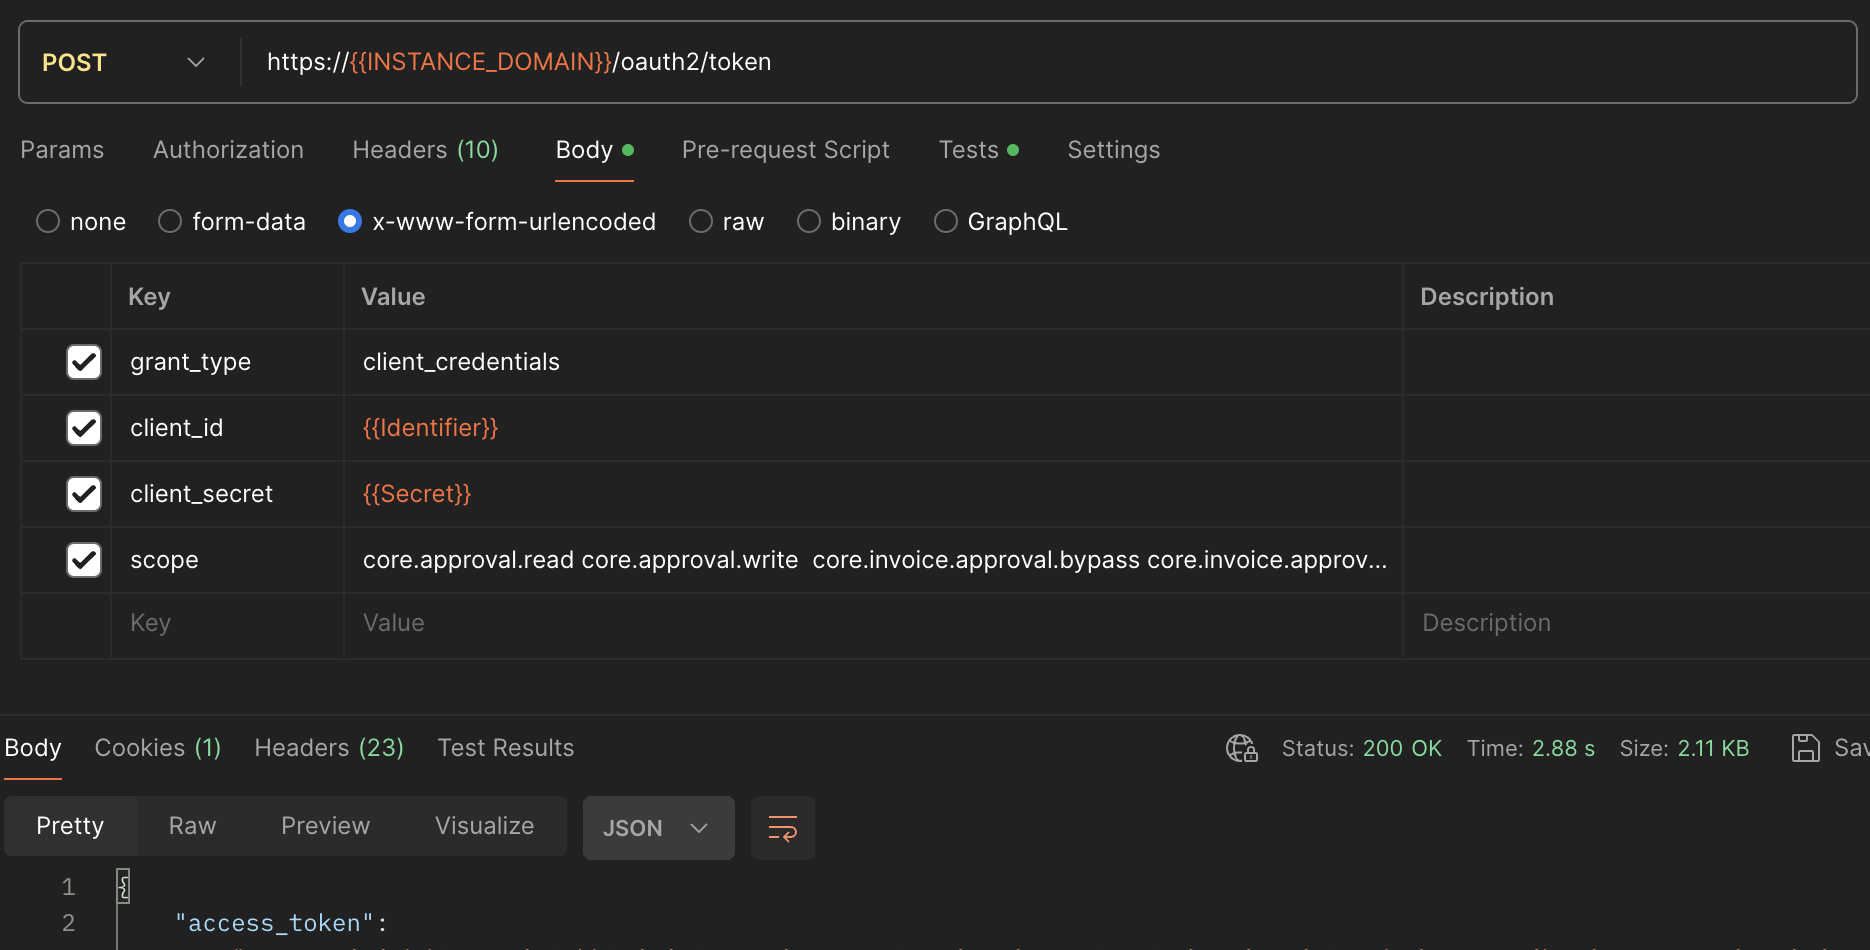 POST https://{{INSTANCE_DOMAIN}}/oauth2/token
Params Authorization Headers (10) Body Pre-request Script Tests Settings
none form-data x-www-form-urlencoded raw binary GraphQL
Key Value Description
grant_type client_credentials
client_id {{Identifier}}
client_secret {{Secret}}
scope core.approval.read core.approval.write  core.invoice.approval.bypass core.invoice.approv...
Key Value Description
Body Cookies (1) Headers (23) Test Results Status: 200 OK Time: 2.88 s Size: 2.11 KB Sav
Pretty Raw Preview Visualize JSON
1 {
2 "access_token":